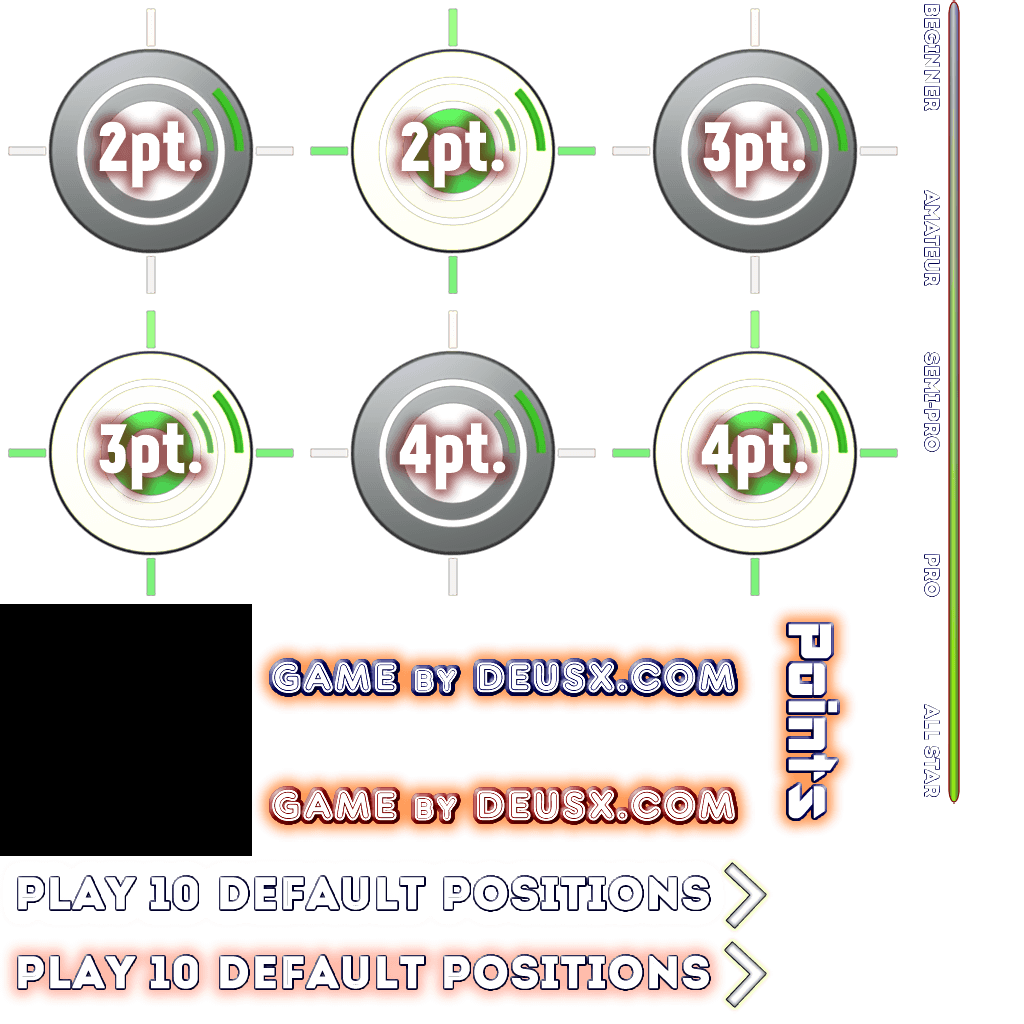 2pt.
2pt.
3pt.
3pt.
4pt.
4pt.
BEGINNER
AMATEUR
SEMI-PRO
PRO
ALL STAR
GAME BY DEUSX.COM
Points
GAME BY DEUSX.COM
PLAY 10 DEFAULT POSITIONS
PLAY 10 DEFAULT POSITIONS